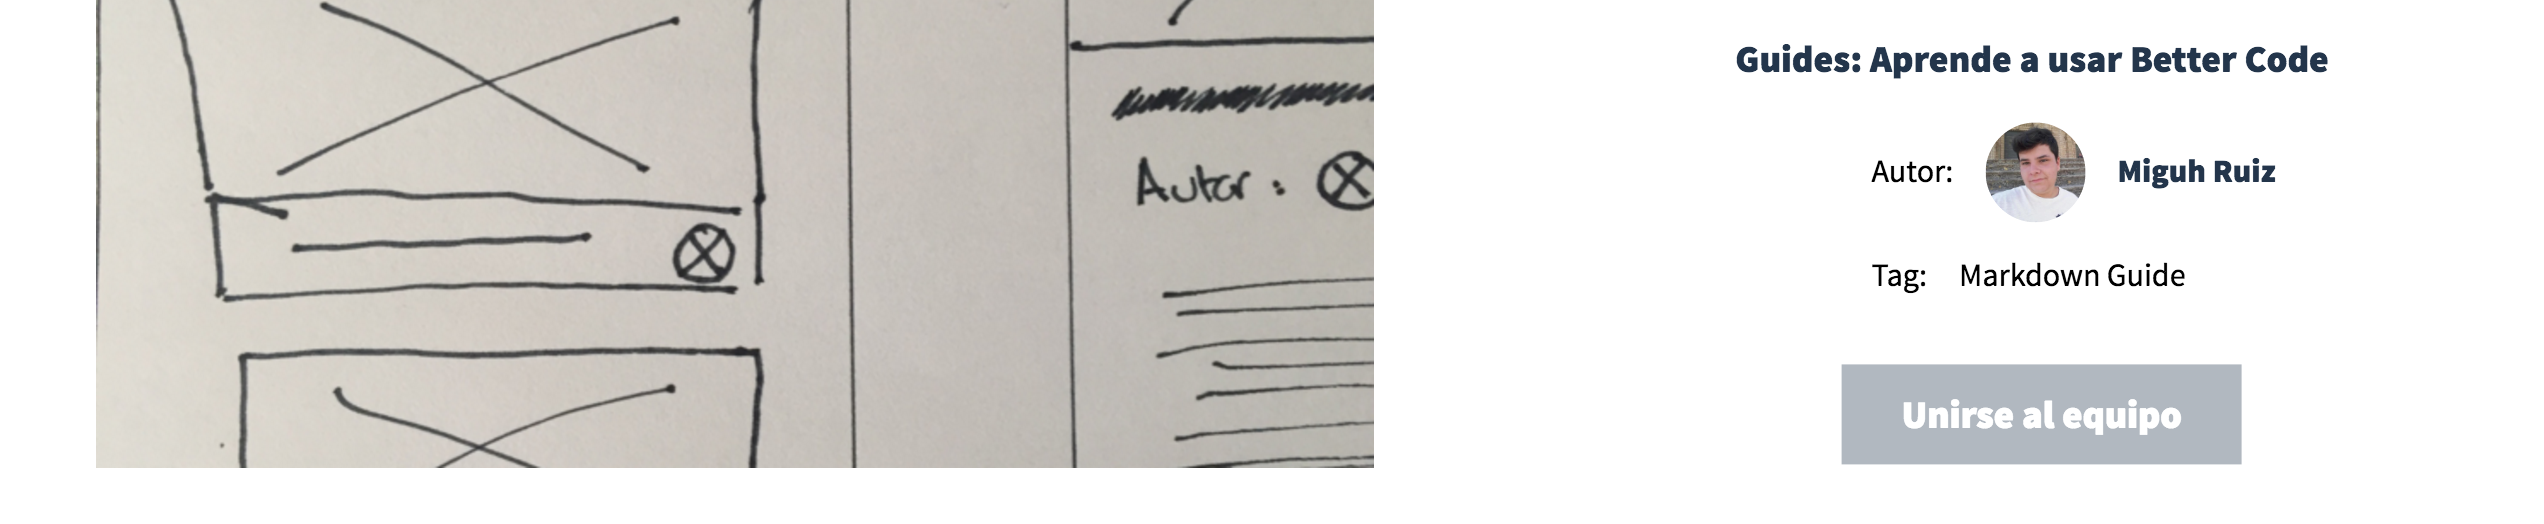 Autor:
Guides: Aprende a usar Better Code
Autor: Miguh Ruiz
Tag: Markdown Guide
Unirse al equipo